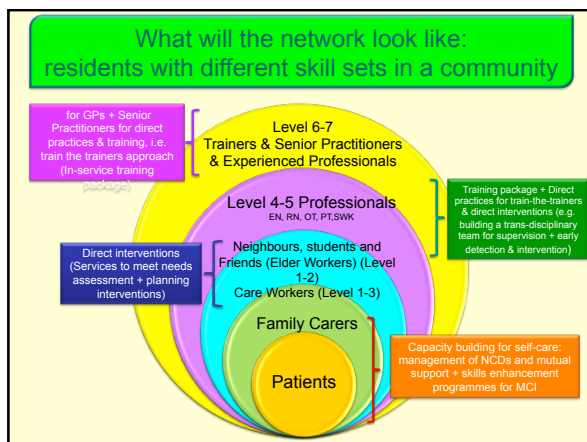 What will the network look like:
residents with different skill sets in a community
for GPs + Senior
Practitioners for direct
practices & training, i.e.
train the trainers approach
(In-service training
package)
Level 6-7
Trainers & Senior Practitioners
& Experienced Professionals
Level 4-5 Professionals
EN, RN, OT, PT,SWK
Training package + Direct
practices for train-the-trainers
& direct interventions (e.g.
building a trans-disciplinary
team for supervision + early
detection & intervention)
Direct interventions
(Services to meet needs
assessment + planning
interventions)
Neighbours, students and
Friends (Elder Workers) (Level
1-2)
Care Workers (Level 1-3)
Family Carers
Capacity building for self-care:
management of NCDs and mutual
support + skills enhancement
programmes for MCI
Patients